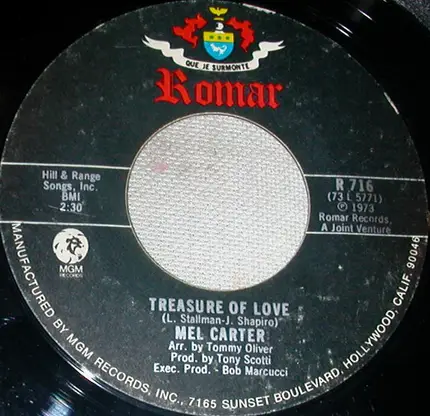 QUE JE SURMONTE
Romar
Hill & Range
Songs, Inc.
BMI
2:30
R 716
(73 L 5771)
℗ 1973
Romar Records,
A Joint Venture
MGM
RECORDS
TREASURE OF LOVE
(L. Stallman-J. Shapiro)
MEL CARTER
Arr. by Tommy Oliver
Prod. by Tony Scotti
Exec. Prod. - Bob Marcucci
MANUFACTURED BY MGM RECORDS, INC., 7165 SUNSET BOULEVARD, HOLLYWOOD, CALIF. 90046